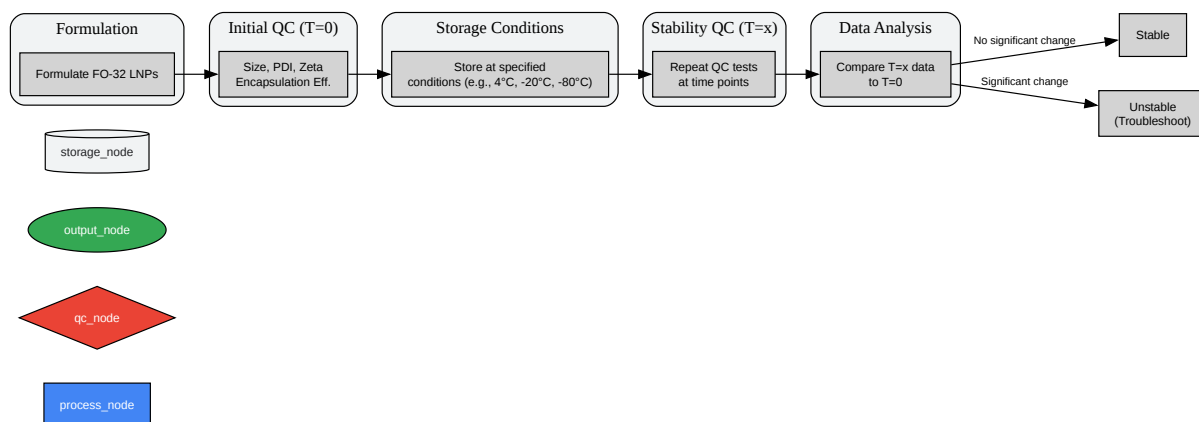 Formulation
Formulate FO-32 LNPs
Initial QC (T=0)
Size, PDI, Zeta
Encapsulation Eff.
Storage Conditions
Store at specified
conditions (e.g., 4°C, -20°C, -80°C)
Stability QC (T=x)
Repeat QC tests
at time points
Data Analysis
Compare T=x data
to T=0
No significant change
Stable
Significant change
Unstable
(Troubleshoot)
storage_node
output_node
qc_node
process_node